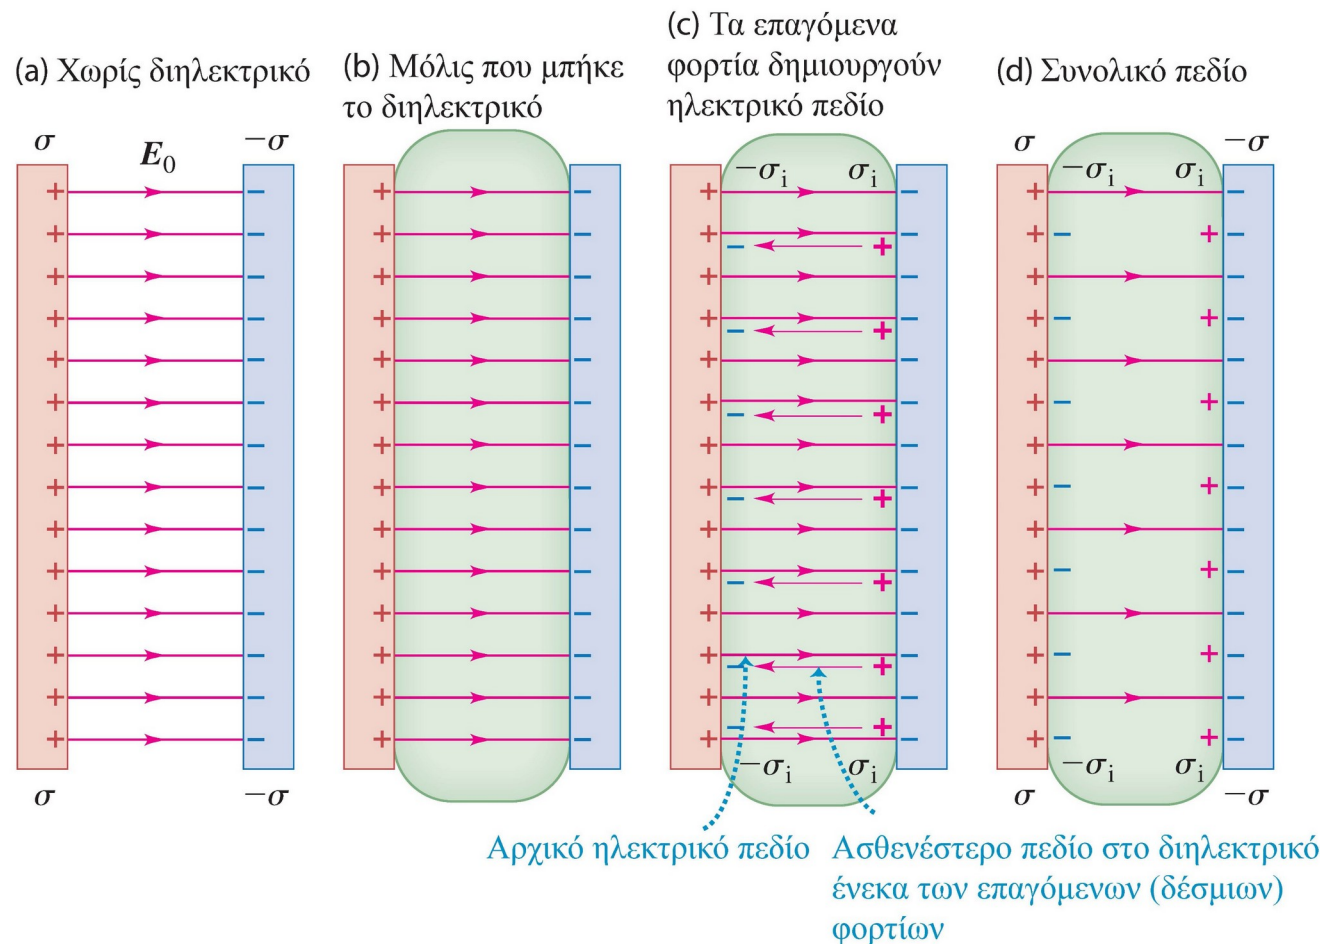 (a) Χωρίς διηλεκτρικό
(b) Μόλις που μπήκε
το διηλεκτρικό
(c) Τα επαγόμενα
φορτία δημιουργούν
ηλεκτρικό πεδίο
(d) Συνολικό πεδίο
σ
E₀
−σ
σ
−σ
−σᵢ
σᵢ
−σᵢ
σᵢ
σ
−σᵢ
σᵢ
−σ
σ
−σᵢ
σᵢ
−σ
Αρχικό ηλεκτρικό πεδίο
Ασθενέστερο πεδίο στο διηλεκτρικό
ένεκα των επαγόμενων (δέσμιων)
φορτίων